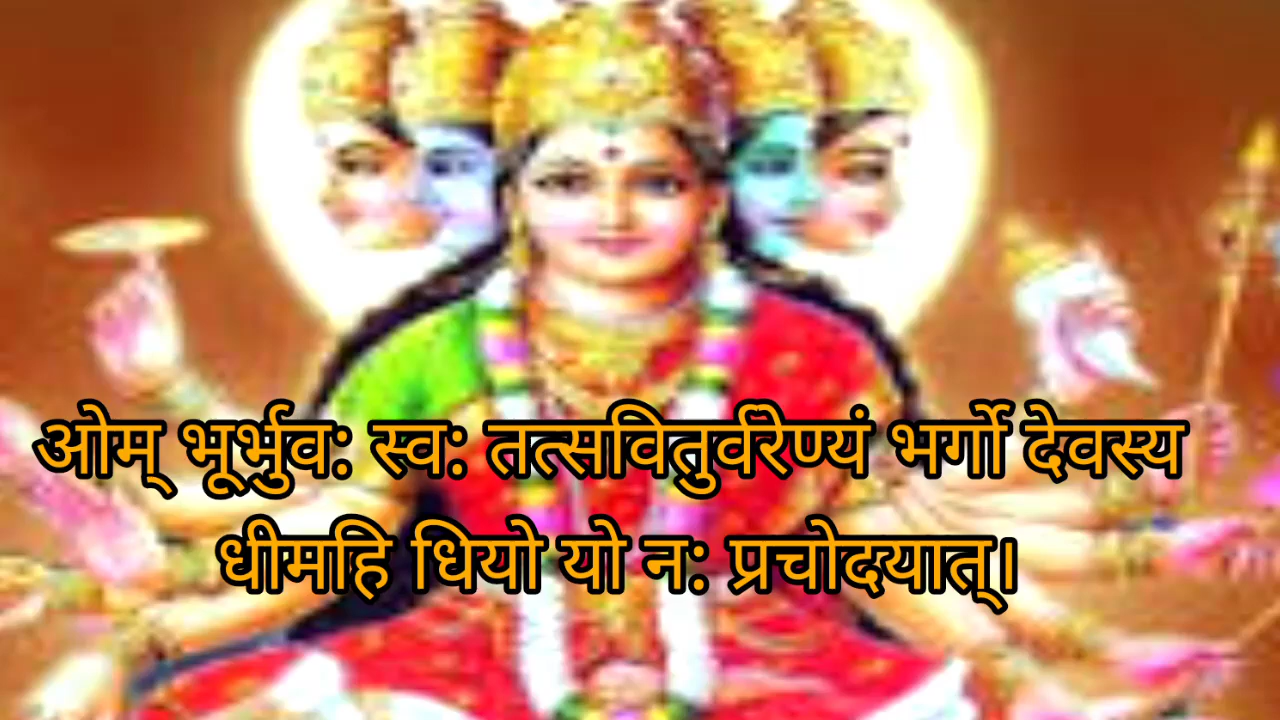 ओम् भूर्भुव: स्व: तत्सवितुर्वरेण्यं भर्गो देवस्य
धीमहि धियो यो न: प्रचोदयात्।